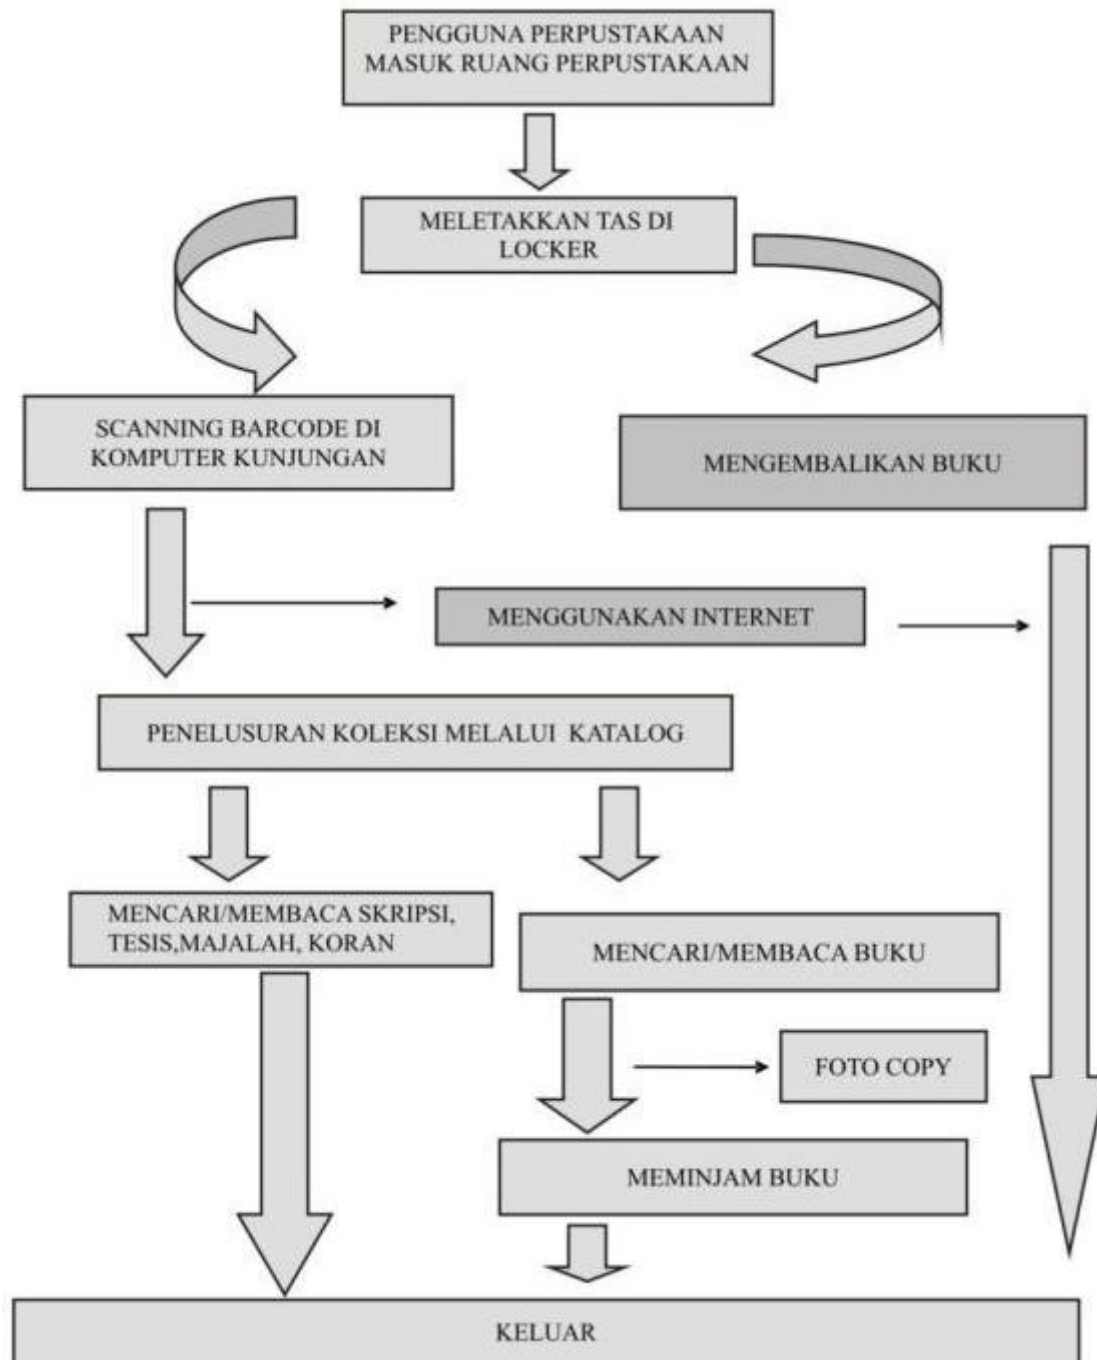 PENGGUNA PERPUSTAKAAN
MASUK RUANG PERPUSTAKAAN
MELETAKKAN TAS DI
LOCKER
SCANNING BARCODE DI
KOMPUTER KUNJUNGAN
MENGEMBALIKAN BUKU
MENGGUNAKAN INTERNET
PENELUSURAN KOLEKSI MELALUI KATALOG
MENCARI/MEMBACA SKRIPSI,
TESIS,MAJALAH, KORAN
MENCARI/MEMBACA BUKU
FOTO COPY
MEMINJAM BUKU
KELUAR